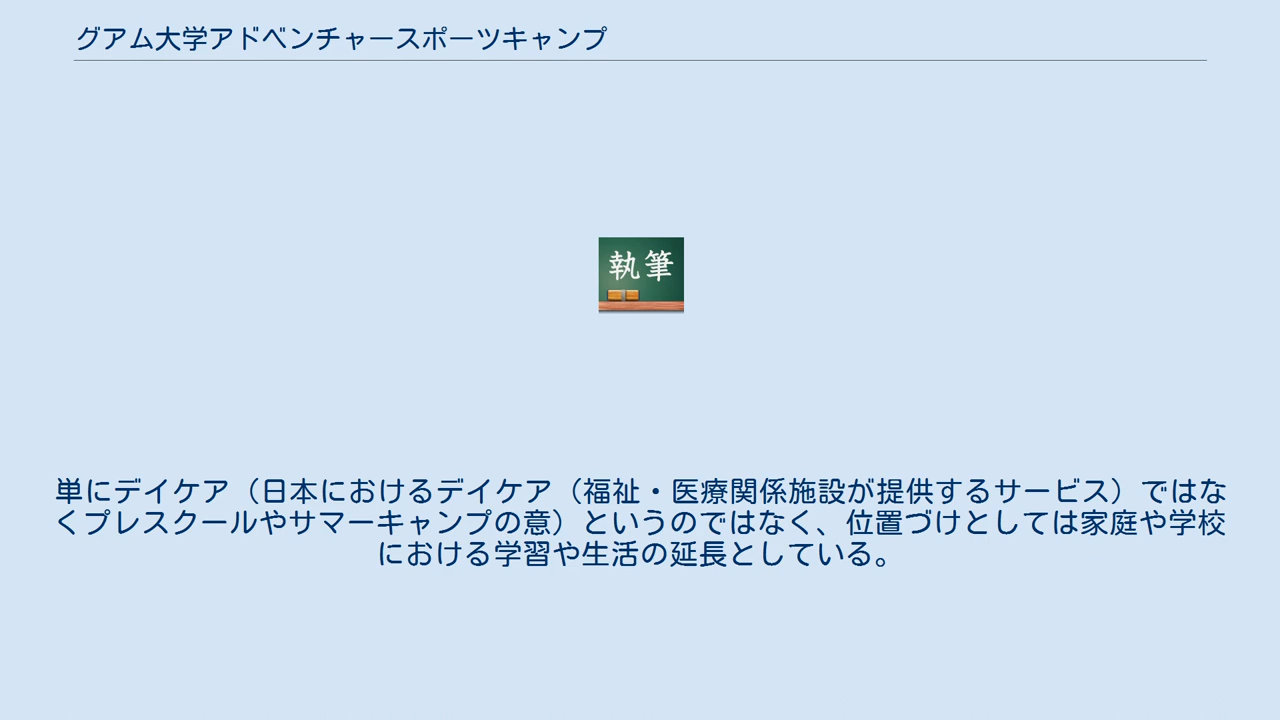 グアム大学アドベンチャースポーツキャンプ
執筆
単にデイケア（日本におけるデイケア（福祉・医療関係施設が提供するサービス）ではな
くプレスクールやサマーキャンプの意）というのではなく、位置づけとしては家庭や学校
における学習や生活の延長としている。